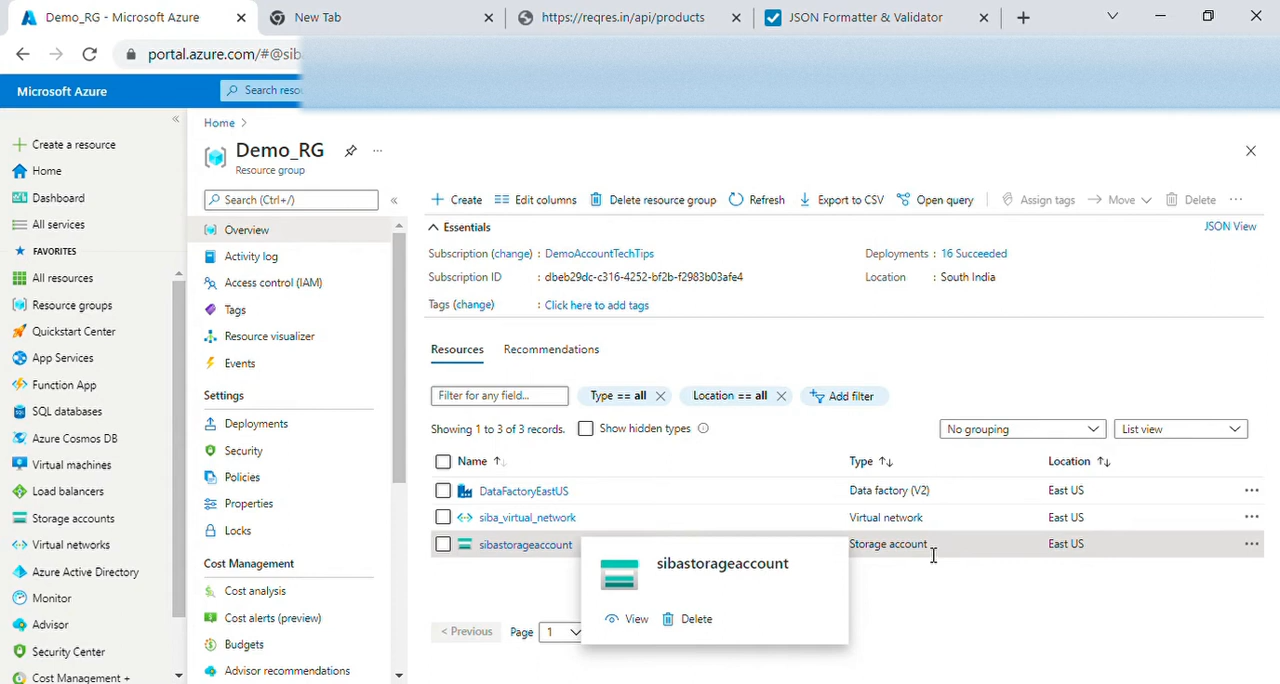 Demo_RG - Microsoft Azure
New Tab
https://reqres.in/api/products
JSON Formatter & Validator
portal.azure.com/#@sib
Microsoft Azure
Search resou
Create a resource
Home
Dashboard
All services
FAVORITES
All resources
Resource groups
Quickstart Center
App Services
Function App
SQL databases
Azure Cosmos DB
Virtual machines
Load balancers
Storage accounts
Virtual networks
Azure Active Directory
Monitor
Advisor
Security Center
Cost Management +
Home >
Demo_RG
Resource group
Search (Ctrl+/)
Overview
Activity log
Access control (IAM)
Tags
Resource visualizer
Events
Settings
Deployments
Security
Policies
Properties
Locks
Cost Management
Cost analysis
Cost alerts (preview)
Budgets
Advisor recommendations
Create Edit columns Delete resource group Refresh Export to CSV Open query Assign tags Move Delete
Essentials
JSON View
Subscription (change) : DemoAccountTechTips
Deployments : 16 Succeeded
Subscription ID : dbeb29dc-c316-4252-bf2b-f2983b03afe4
Location : South India
Tags (change) : Click here to add tags
Resources Recommendations
Filter for any field...
Type == all
Location == all
Add filter
Showing 1 to 3 of 3 records.
Show hidden types
No grouping
List view
Name Type Location
DataFactoryEastUS Data factory (V2) East US
siba_virtual_network Virtual network East US
sibastorageaccount Storage account East US
sibastorageaccount
View Delete
< Previous Page 1